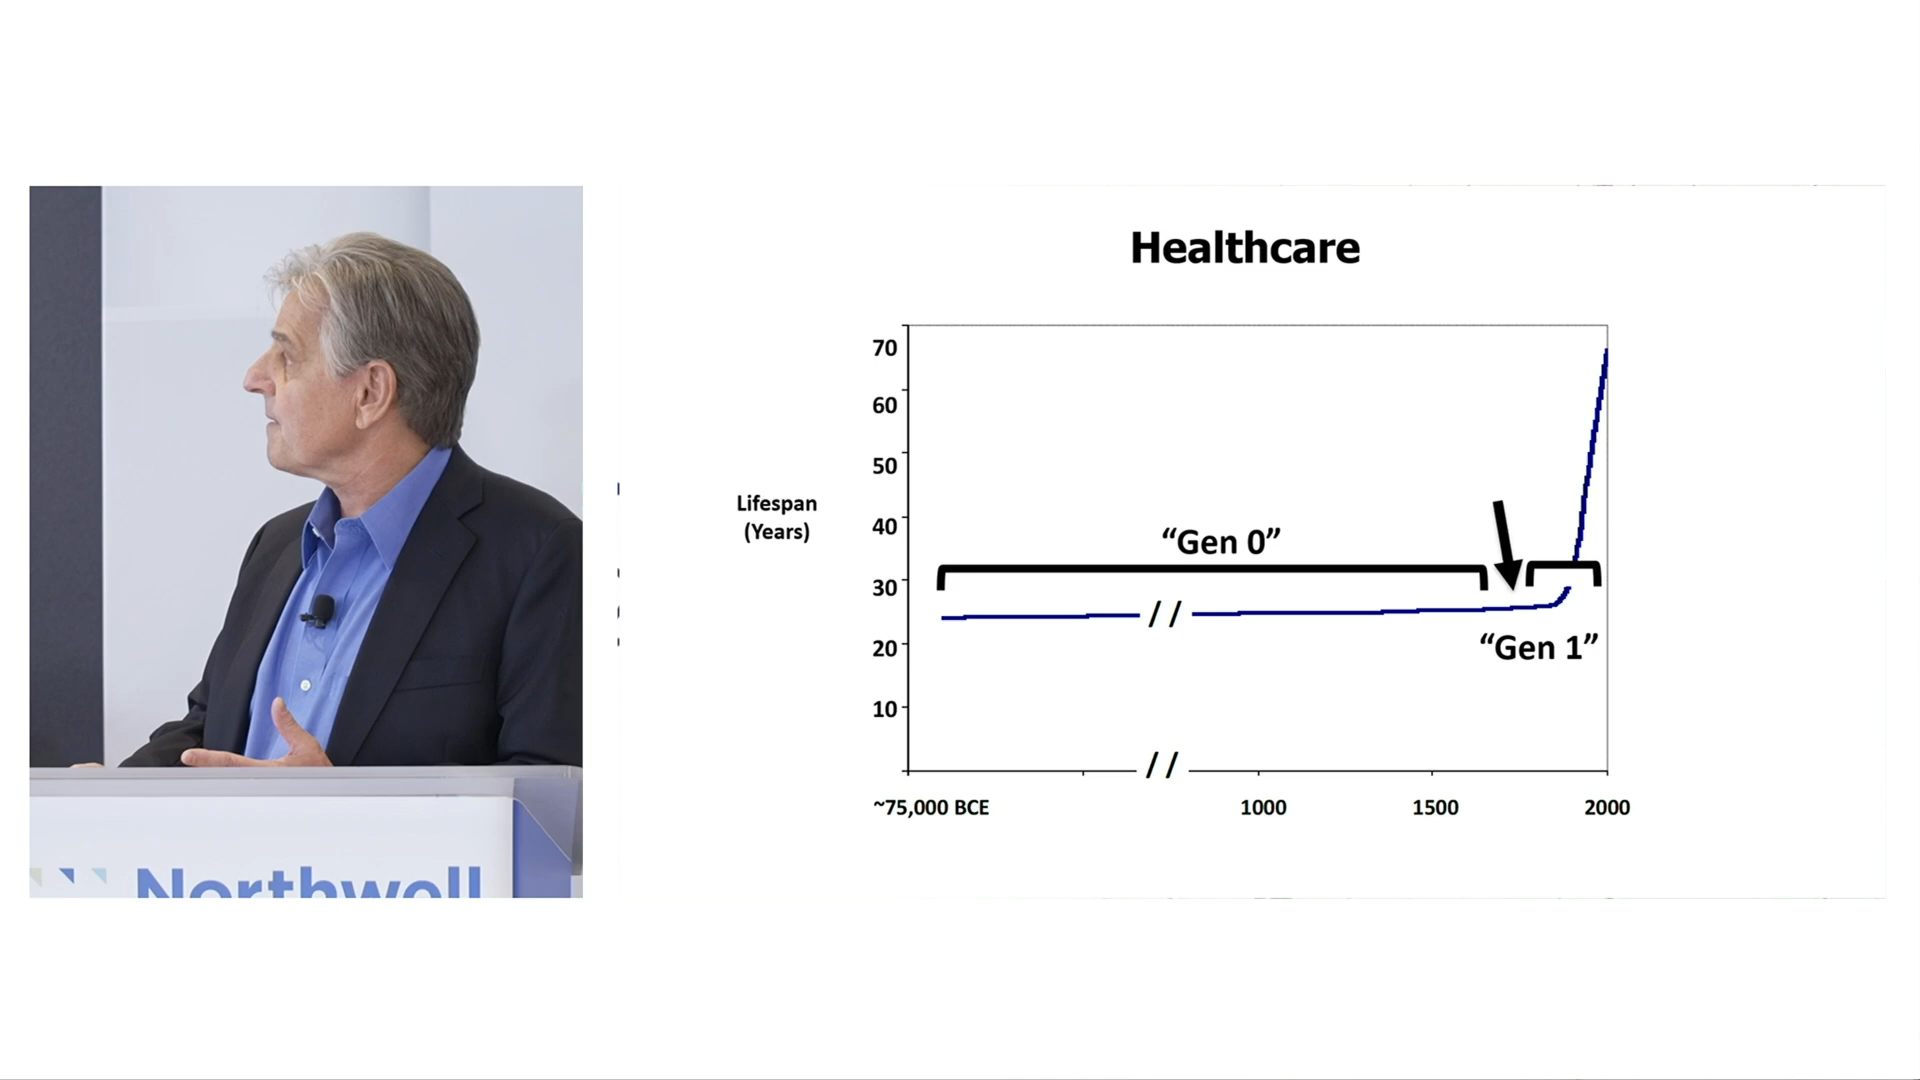 Northwell
Healthcare
70
60
50
40
30
20
10
Lifespan
(Years)
“Gen 0”
“Gen 1”
//
//
~75,000 BCE
1000
1500
2000